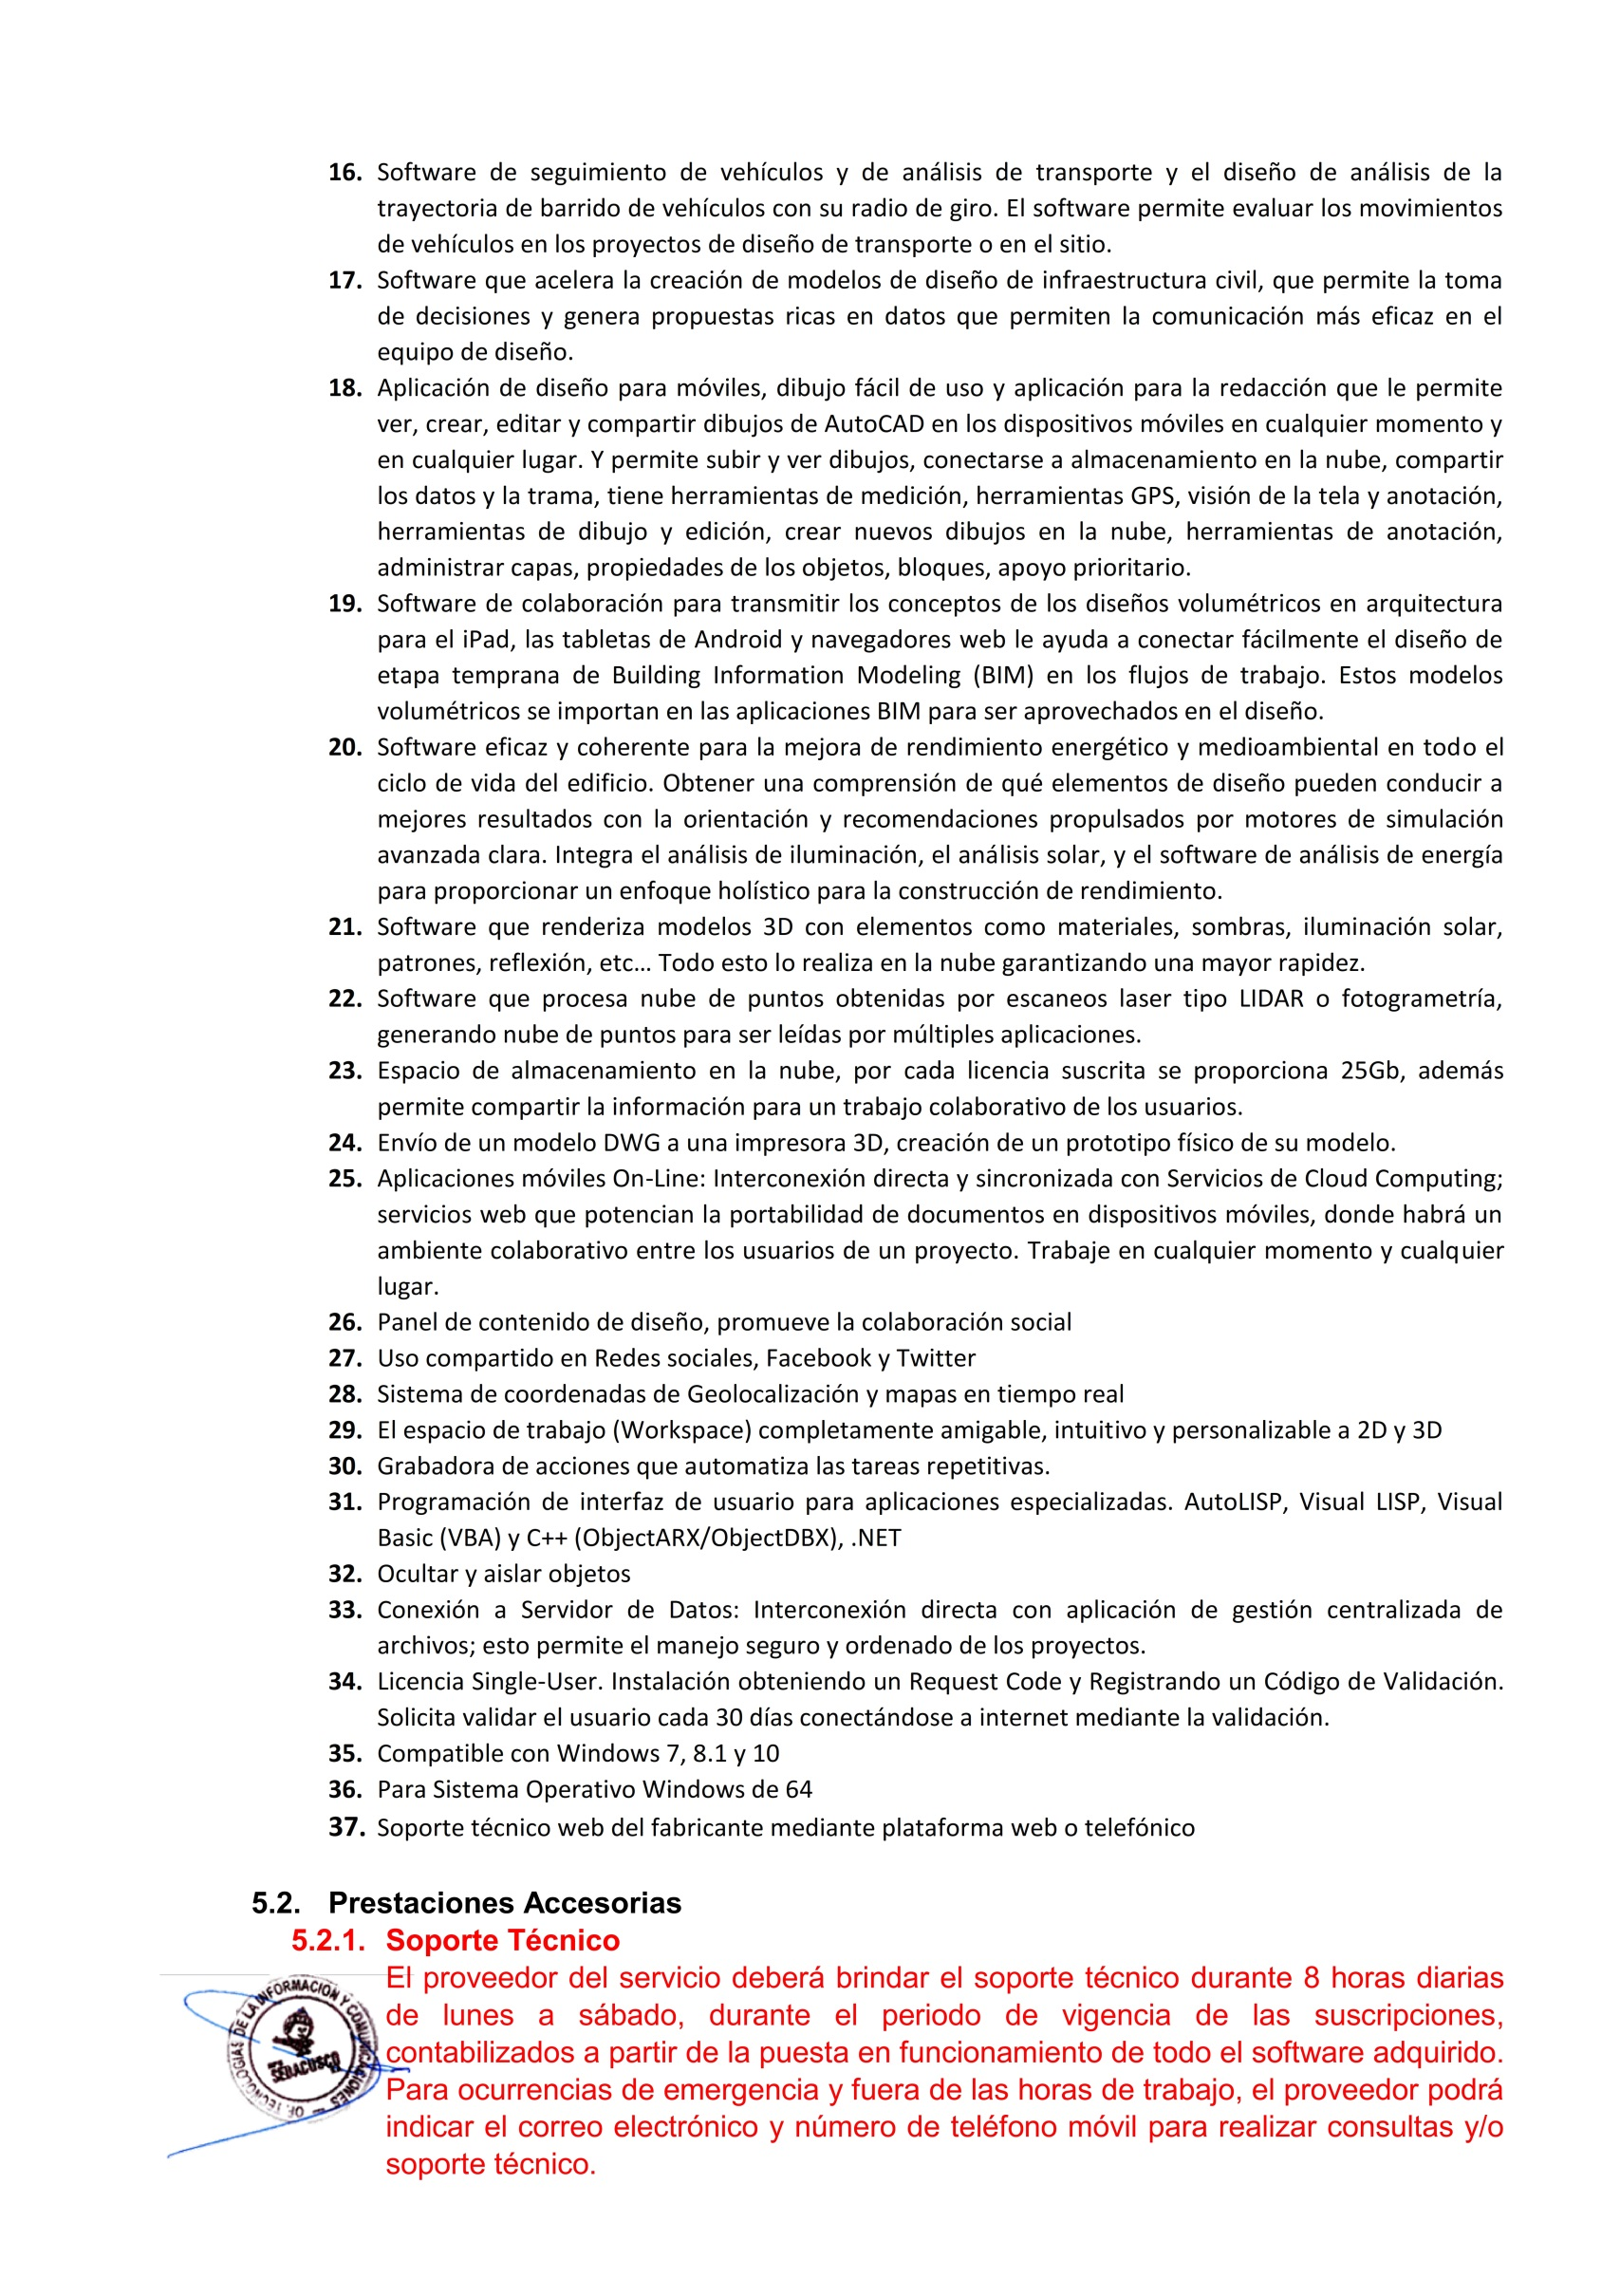 16. Software de seguimiento de vehículos y de análisis de transporte y el diseño de análisis de la
trayectoria de barrido de vehículos con su radio de giro. El software permite evaluar los movimientos
de vehículos en los proyectos de diseño de transporte o en el sitio.
17. Software que acelera la creación de modelos de diseño de infraestructura civil, que permite la toma
de decisiones y genera propuestas ricas en datos que permiten la comunicación más eficaz en el
equipo de diseño.
18. Aplicación de diseño para móviles, dibujo fácil de uso y aplicación para la redacción que le permite
ver, crear, editar y compartir dibujos de AutoCAD en los dispositivos móviles en cualquier momento y
en cualquier lugar. Y permite subir y ver dibujos, conectarse a almacenamiento en la nube, compartir
los datos y la trama, tiene herramientas de medición, herramientas GPS, visión de la tela y anotación,
herramientas de dibujo y edición, crear nuevos dibujos en la nube, herramientas de anotación,
administrar capas, propiedades de los objetos, bloques, apoyo prioritario.
19. Software de colaboración para transmitir los conceptos de los diseños volumétricos en arquitectura
para el iPad, las tabletas de Android y navegadores web le ayuda a conectar fácilmente el diseño de
etapa temprana de Building Information Modeling (BIM) en los flujos de trabajo. Estos modelos
volumétricos se importan en las aplicaciones BIM para ser aprovechados en el diseño.
20. Software eficaz y coherente para la mejora de rendimiento energético y medioambiental en todo el
ciclo de vida del edificio. Obtener una comprensión de qué elementos de diseño pueden conducir a
mejores resultados con la orientación y recomendaciones propulsados por motores de simulación
avanzada clara. Integra el análisis de iluminación, el análisis solar, y el software de análisis de energía
para proporcionar un enfoque holístico para la construcción de rendimiento.
21. Software que renderiza modelos 3D con elementos como materiales, sombras, iluminación solar,
patrones, reflexión, etc… Todo esto lo realiza en la nube garantizando una mayor rapidez.
22. Software que procesa nube de puntos obtenidas por escaneos laser tipo LIDAR o fotogrametría,
generando nube de puntos para ser leídas por múltiples aplicaciones.
23. Espacio de almacenamiento en la nube, por cada licencia suscrita se proporciona 25Gb, además
permite compartir la información para un trabajo colaborativo de los usuarios.
24. Envío de un modelo DWG a una impresora 3D, creación de un prototipo físico de su modelo.
25. Aplicaciones móviles On-Line: Interconexión directa y sincronizada con Servicios de Cloud Computing;
servicios web que potencian la portabilidad de documentos en dispositivos móviles, donde habrá un
ambiente colaborativo entre los usuarios de un proyecto. Trabaje en cualquier momento y cualquier
lugar.
26. Panel de contenido de diseño, promueve la colaboración social
27. Uso compartido en Redes sociales, Facebook y Twitter
28. Sistema de coordenadas de Geolocalización y mapas en tiempo real
29. El espacio de trabajo (Workspace) completamente amigable, intuitivo y personalizable a 2D y 3D
30. Grabadora de acciones que automatiza las tareas repetitivas.
31. Programación de interfaz de usuario para aplicaciones especializadas. AutoLISP, Visual LISP, Visual
Basic (VBA) y C++ (ObjectARX/ObjectDBX), .NET
32. Ocultar y aislar objetos
33. Conexión a Servidor de Datos: Interconexión directa con aplicación de gestión centralizada de
archivos; esto permite el manejo seguro y ordenado de los proyectos.
34. Licencia Single-User. Instalación obteniendo un Request Code y Registrando un Código de Validación.
Solicita validar el usuario cada 30 días conectándose a internet mediante la validación.
35. Compatible con Windows 7, 8.1 y 10
36. Para Sistema Operativo Windows de 64
37. Soporte técnico web del fabricante mediante plataforma web o telefónico
5.2. Prestaciones Accesorias
5.2.1. Soporte Técnico
El proveedor del servicio deberá brindar el soporte técnico durante 8 horas diarias
de lunes a sábado, durante el periodo de vigencia de las suscripciones,
contabilizados a partir de la puesta en funcionamiento de todo el software adquirido.
Para ocurrencias de emergencia y fuera de las horas de trabajo, el proveedor podrá
indicar el correo electrónico y número de teléfono móvil para realizar consultas y/o
soporte técnico.
OF. TECNOLOGIAS DE LA INFORMACION Y COMUNICACIONES
SEDACUSCO